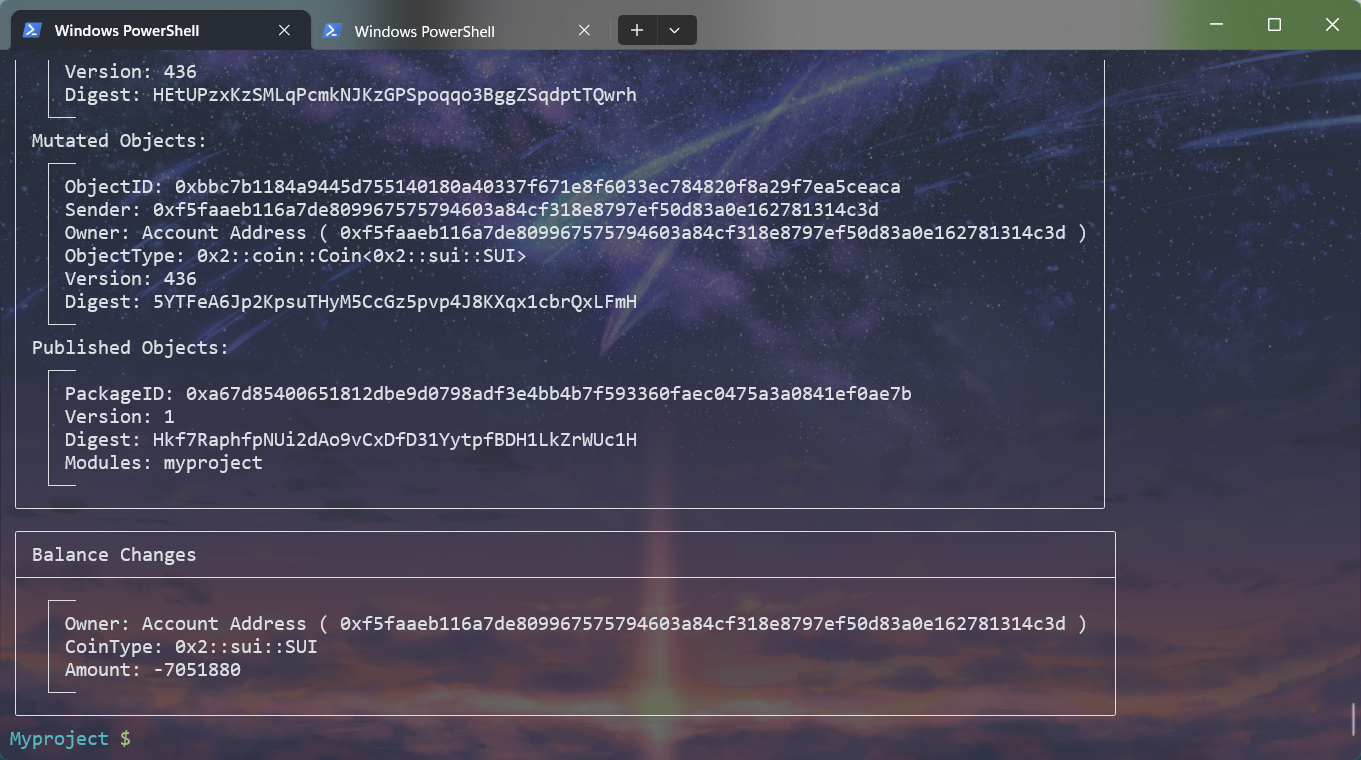 Windows PowerShell
Windows PowerShell
Version: 436
Digest: HEtUPzxKzSMLqPcmkNJKzGPSpoqqo3BggZSqdptTQwrh
Mutated Objects:
ObjectID: 0xbbc7b1184a9445d755140180a40337f671e8f6033ec784820f8a29f7ea5ceaca
Sender: 0xf5faaeb116a7de809967575794603a84cf318e8797ef50d83a0e162781314c3d
Owner: Account Address ( 0xf5faaeb116a7de809967575794603a84cf318e8797ef50d83a0e162781314c3d )
ObjectType: 0x2::coin::Coin<0x2::sui::SUI>
Version: 436
Digest: 5YTFeA6Jp2KpsuTHyM5CcGz5pvp4J8KXqx1cbrQxLFmH
Published Objects:
PackageID: 0xa67d85400651812dbe9d0798adf3e4bb4b7f593360faec0475a3a0841ef0ae7b
Version: 1
Digest: Hkf7RaphfpNUi2dAo9vCxDfD31YytpfBDH1LkZrWUc1H
Modules: myproject
Balance Changes
Owner: Account Address ( 0xf5faaeb116a7de809967575794603a84cf318e8797ef50d83a0e162781314c3d )
CoinType: 0x2::sui::SUI
Amount: -7051880
Myproject $